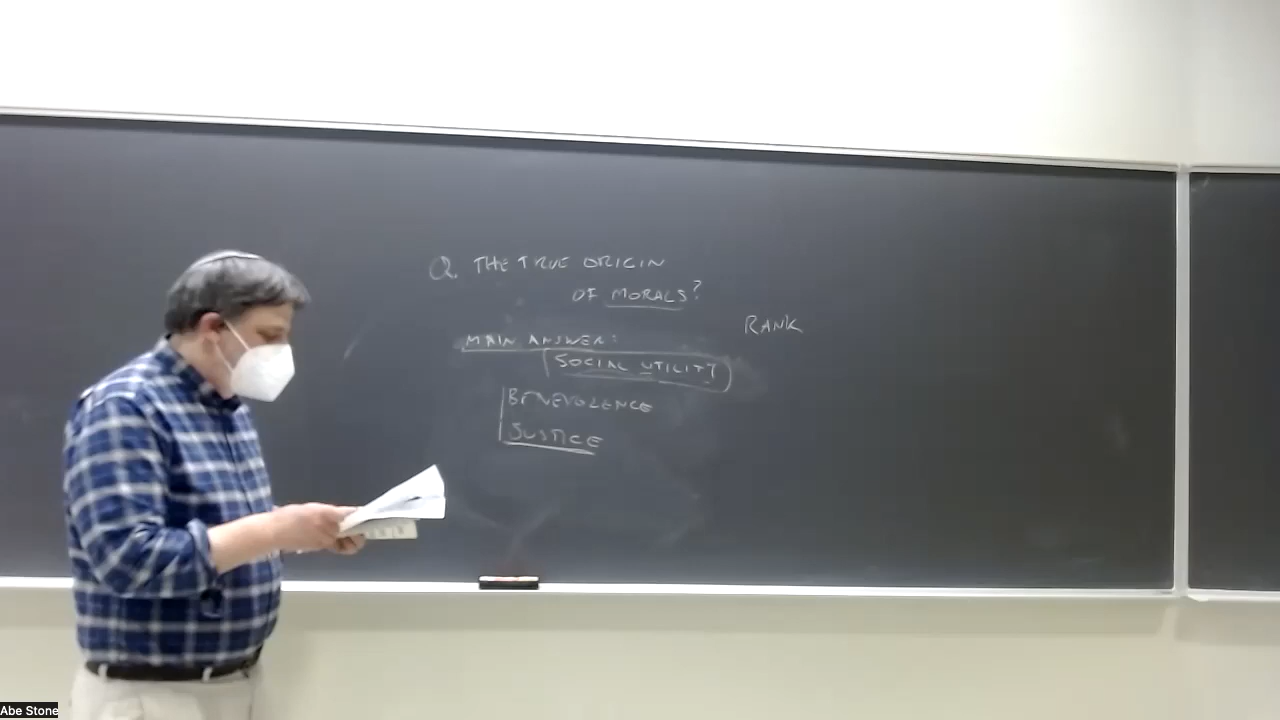 Q. THE TRUE ORIGIN
OF MORALS?
RANK
MAIN ANSWER:
SOCIAL UTILITY
BENEVOLENCE
JUSTICE
Abe Stone